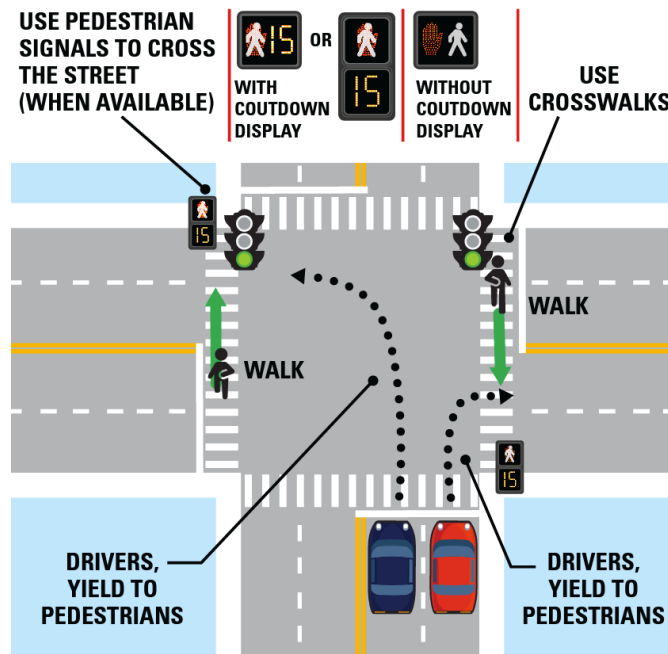 USE PEDESTRIAN
SIGNALS TO CROSS
THE STREET
(WHEN AVAILABLE)
15
OR
15
WITH
COUTDOWN
DISPLAY
WITHOUT
COUTDOWN
DISPLAY
USE
CROSSWALKS
15
WALK
WALK
15
DRIVERS,
YIELD TO
PEDESTRIANS
DRIVERS,
YIELD TO
PEDESTRIANS